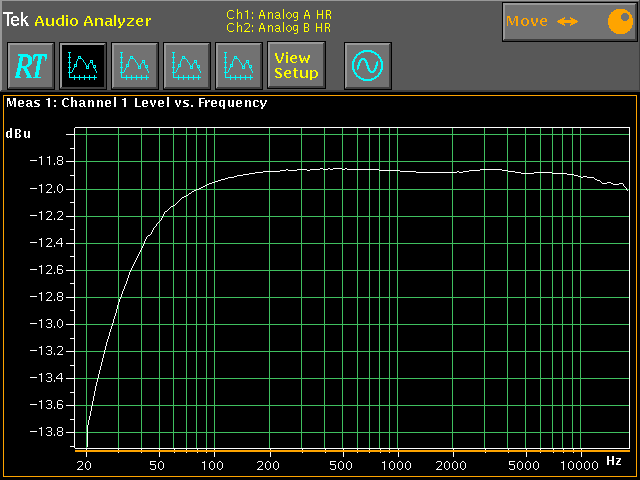 Tek Audio Analyzer
Ch1: Analog A HR
Ch2: Analog B HR
Move
RT
View
Setup
Meas 1: Channel 1 Level vs. Frequency
dBu
-11.8
-12.0
-12.2
-12.4
-12.6
-12.8
-13.0
-13.2
-13.4
-13.6
-13.8
20 50 100 200 500 1000 2000 5000 10000 Hz